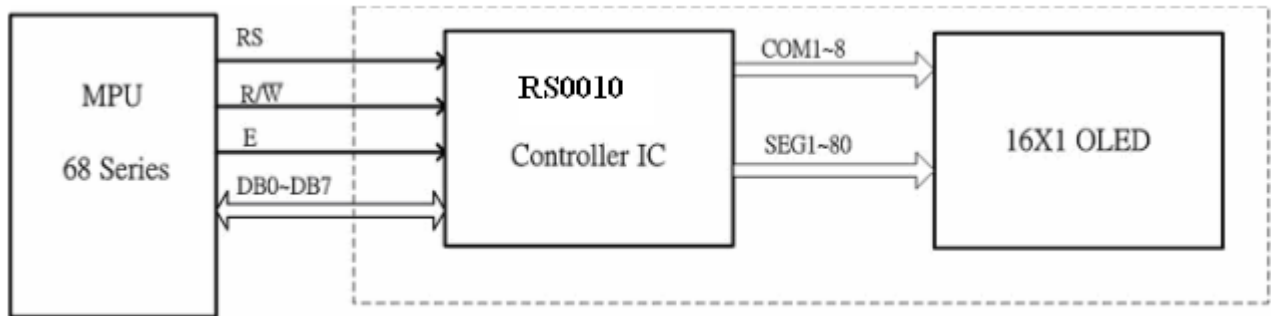 MPU
68 Series
RS
R/W̅
E
DB0~DB7
RS0010
Controller IC
COM1~8
SEG1~80
16X1 OLED